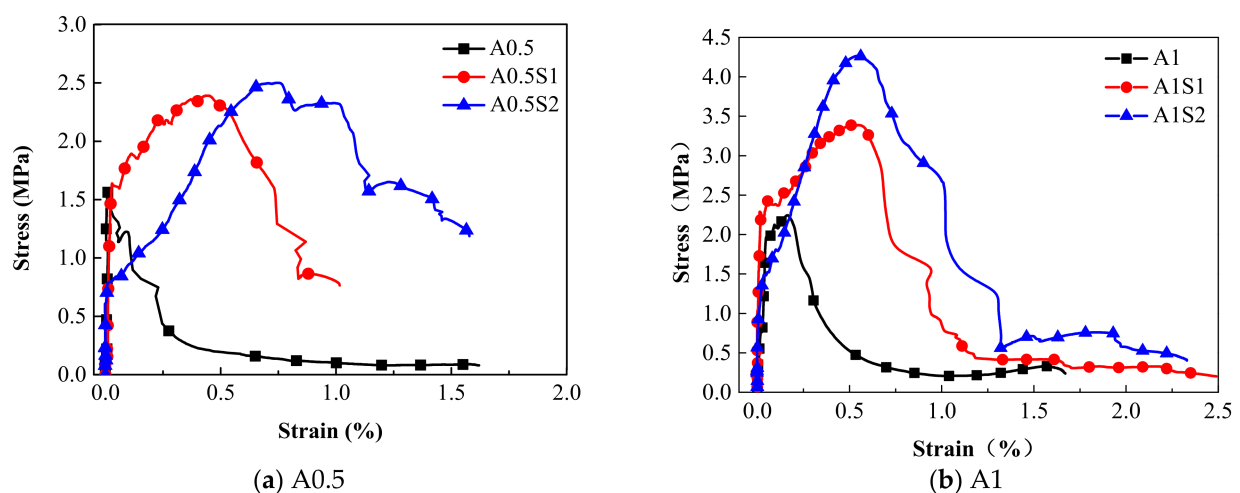 3.0
2.5
2.0
1.5
1.0
0.5
0.0
Stress (MPa)
A0.5
A0.5S1
A0.5S2
0.0 0.5 1.0 1.5 2.0
Strain (%)
(a) A0.5
4.5
4.0
3.5
3.0
2.5
2.0
1.5
1.0
0.5
0.0
Stress（MPa）
A1
A1S1
A1S2
0.0 0.5 1.0 1.5 2.0 2.5
Strain（%）
(b) A1